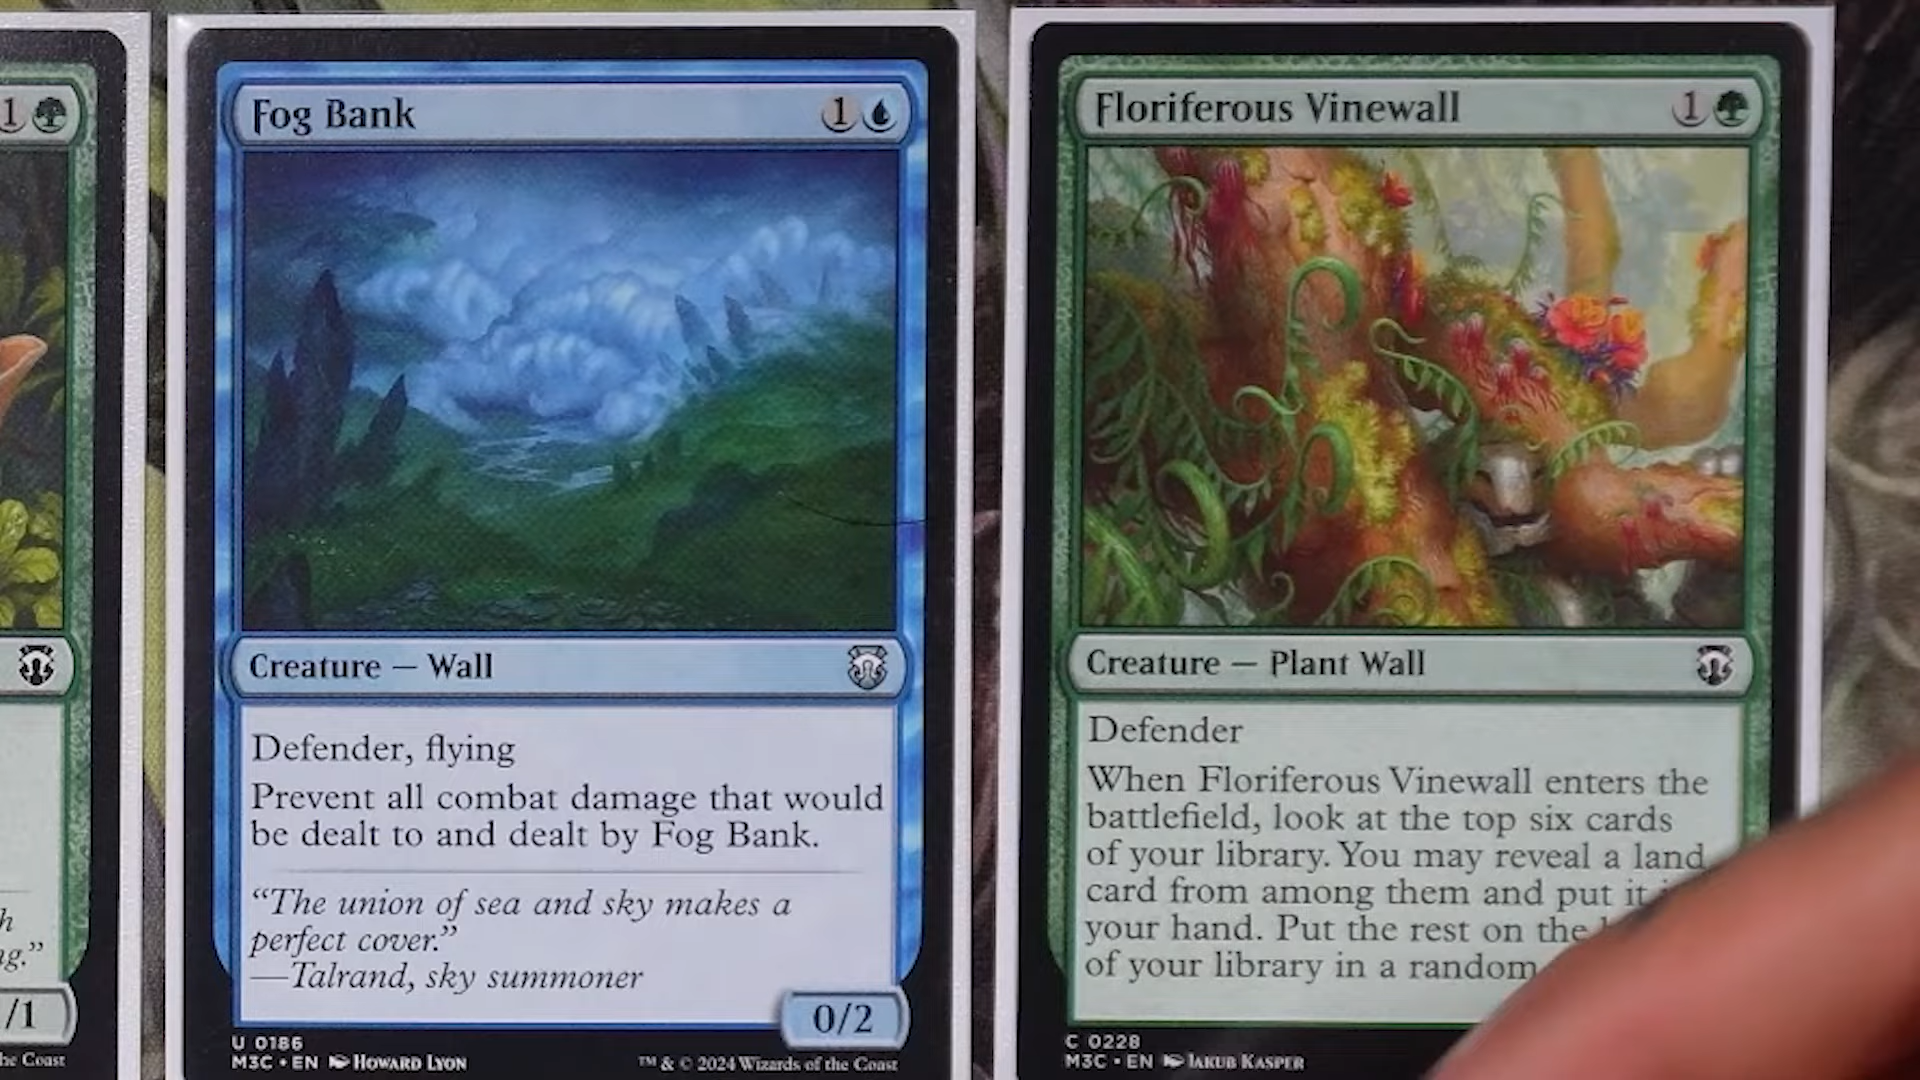 1
/1
he Coast
Fog Bank
1
Creature — Wall
Defender, flying
Prevent all combat damage that would
be dealt to and dealt by Fog Bank.
“The union of sea and sky makes a
perfect cover.”
—Talrand, sky summoner
0/2
U 0186
M3C • EN Howard Lyon
™ & © 2024 Wizards of the Coast
Floriferous Vinewall
1
Creature — Plant Wall
Defender
When Floriferous Vinewall enters the
battlefield, look at the top six cards
of your library. You may reveal a land
card from among them and put it
your hand. Put the rest on the
of your library in a random
C 0228
M3C • EN Jakub Kasper